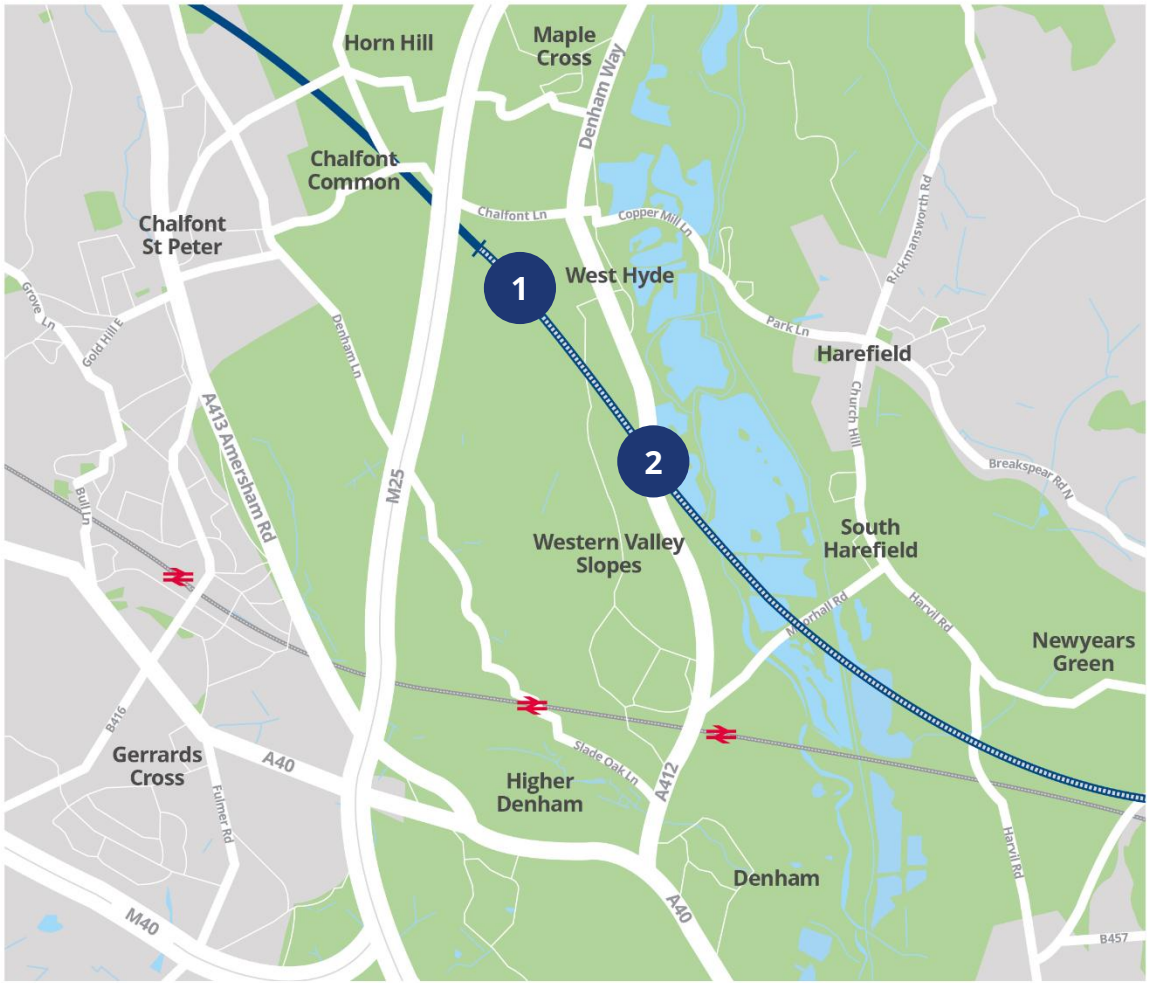 Horn Hill
Maple
Cross
Denham Way
Chalfont
Common
Rickmansworth Rd
Chalfont Ln
Copper Mill Ln
Chalfont
St Peter
West Hyde
1
Grove Ln
Gold Hill E
Denham Ln
Park Ln
Harefield
Church Hill
A413 Amersham Rd
2
M25
Breakspear Rd N
Bull Ln
Western Valley
Slopes
South
Harefield
Moorhall Rd
Harvil Rd
Newyears
Green
B416
Gerrards
Cross
A40
Slade Oak Ln
A412
Higher
Denham
Fulmer Rd
Harvil Rd
Denham
A40
M40
B457